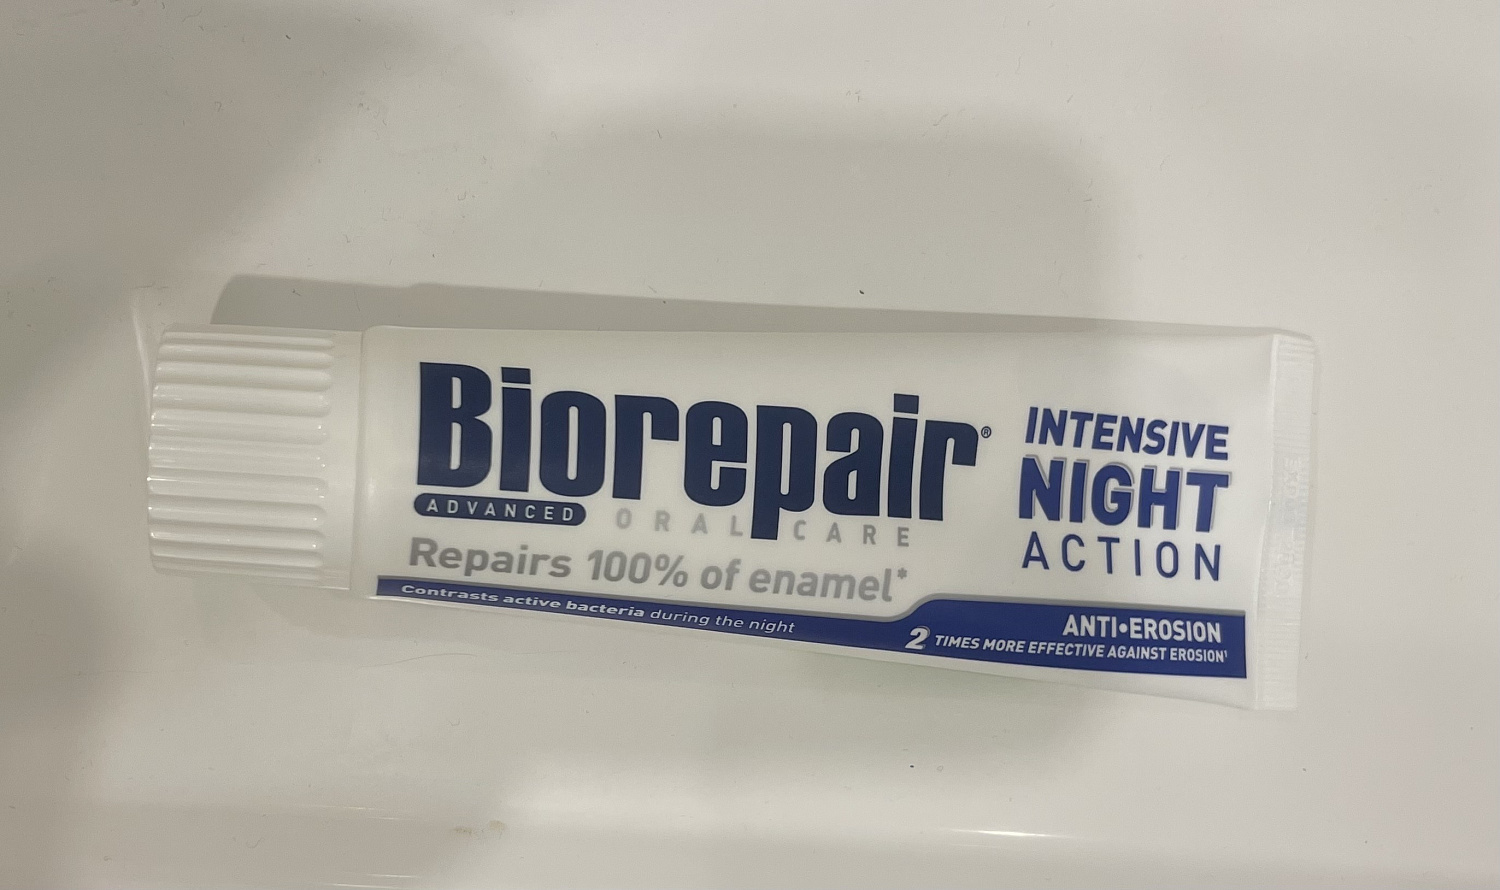 Biorepair®
ADVANCED ORAL CARE
Repairs 100% of enamel*
Contrasts active bacteria during the night
INTENSIVE
NIGHT
ACTION
ANTI•EROSION
2 TIMES MORE EFFECTIVE AGAINST EROSION¹